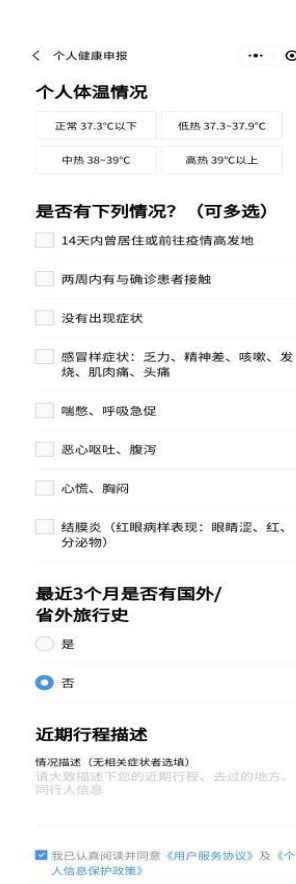 个人健康申报
个人体温情况
正常 37.3°C以下
低热 37.3~37.9°C
中热 38~39°C
高热 39°C以上
是否有下列情况？（可多选）
14天内曾居住或前往疫情高发地
两周内有与确诊患者接触
没有出现症状
感冒样症状：乏力、精神差、咳嗽、发
烧、肌肉痛、头痛
喘憋、呼吸急促
恶心呕吐、腹泻
心慌、胸闷
结膜炎（红眼病样表现：眼睛涩、红、
分泌物）
最近3个月是否有国外/
省外旅行史
是
否
近期行程描述
情况描述（无相关症状者选填）
请大致描述下您的近期行程、去过的地方、
同行人信息
我已认真阅读并同意《用户服务协议》及《个
人信息保护政策》